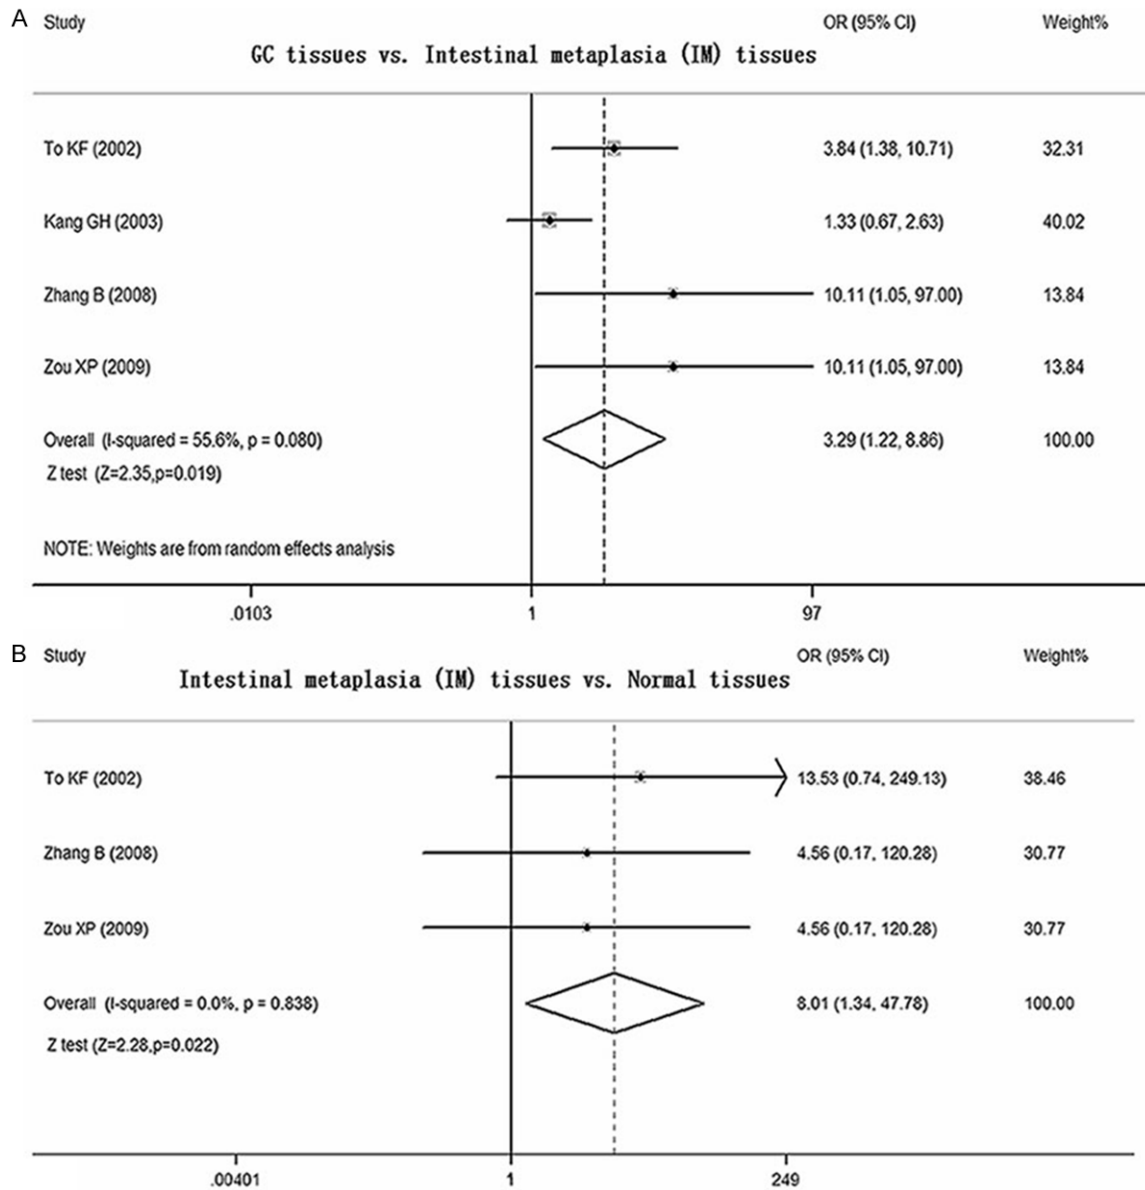 A Study OR (95% CI) Weight%
GC tissues vs. Intestinal metaplasia (IM) tissues
To KF (2002) 3.84 (1.38, 10.71) 32.31
Kang GH (2003) 1.33 (0.67, 2.63) 40.02
Zhang B (2008) 10.11 (1.05, 97.00) 13.84
Zou XP (2009) 10.11 (1.05, 97.00) 13.84
Overall (I-squared = 55.6%, p = 0.080) 3.29 (1.22, 8.86) 100.00
Z test (Z=2.35,p=0.019)
NOTE: Weights are from random effects analysis
.0103 1 97
B Study OR (95% CI) Weight%
Intestinal metaplasia (IM) tissues vs. Normal tissues
To KF (2002) 13.53 (0.74, 249.13) 38.46
Zhang B (2008) 4.56 (0.17, 120.28) 30.77
Zou XP (2009) 4.56 (0.17, 120.28) 30.77
Overall (I-squared = 0.0%, p = 0.838) 8.01 (1.34, 47.78) 100.00
Z test (Z=2.28,p=0.022)
.00401 1 249